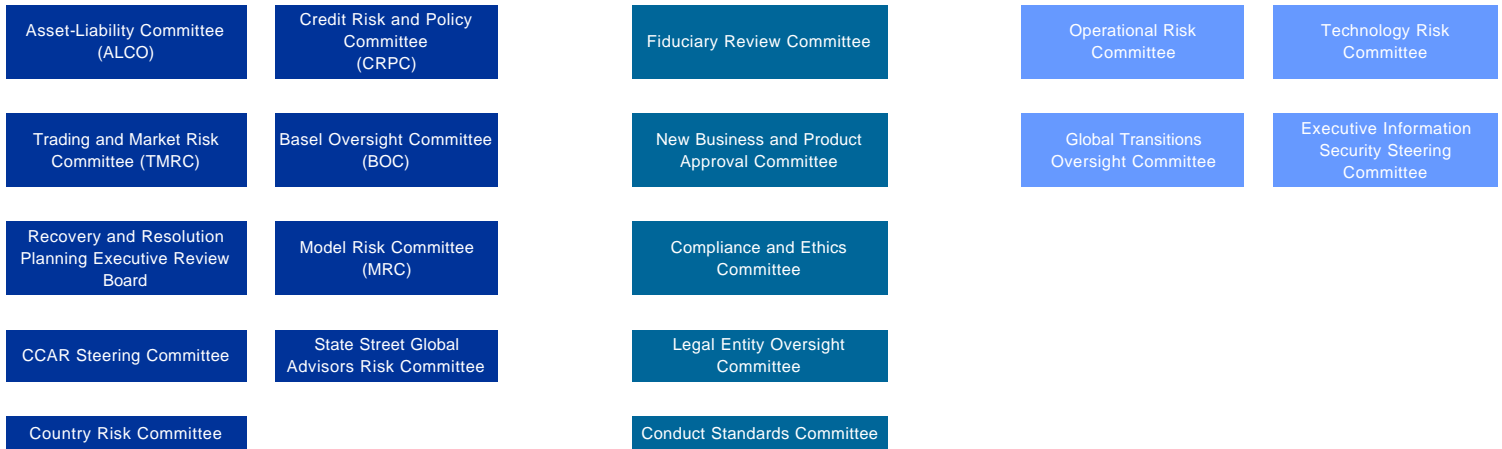 Asset-Liability Committee
(ALCO)
Credit Risk and Policy
Committee
(CRPC)
Fiduciary Review Committee
Operational Risk
Committee
Technology Risk
Committee
Trading and Market Risk
Committee (TMRC)
Basel Oversight Committee
(BOC)
New Business and Product
Approval Committee
Global Transitions
Oversight Committee
Executive Information
Security Steering
Committee
Recovery and Resolution
Planning Executive Review
Board
Model Risk Committee
(MRC)
Compliance and Ethics
Committee
CCAR Steering Committee
State Street Global
Advisors Risk Committee
Legal Entity Oversight
Committee
Country Risk Committee
Conduct Standards Committee